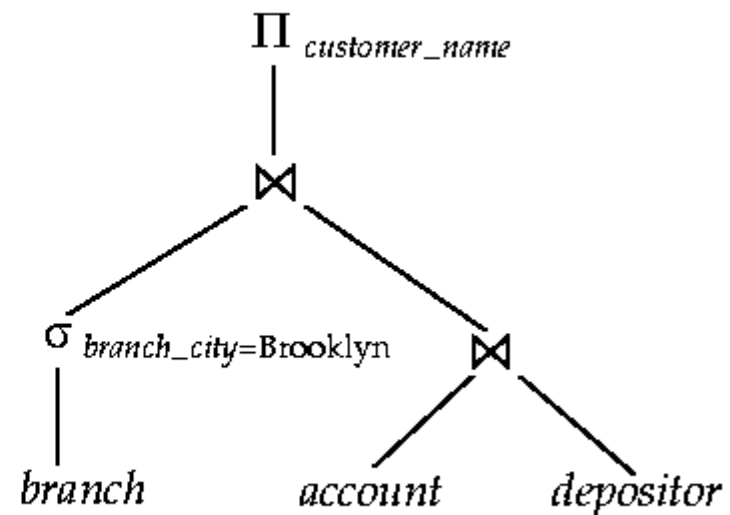 Π customer_name
⋈
σ branch_city=Brooklyn
⋈
branch account depositor